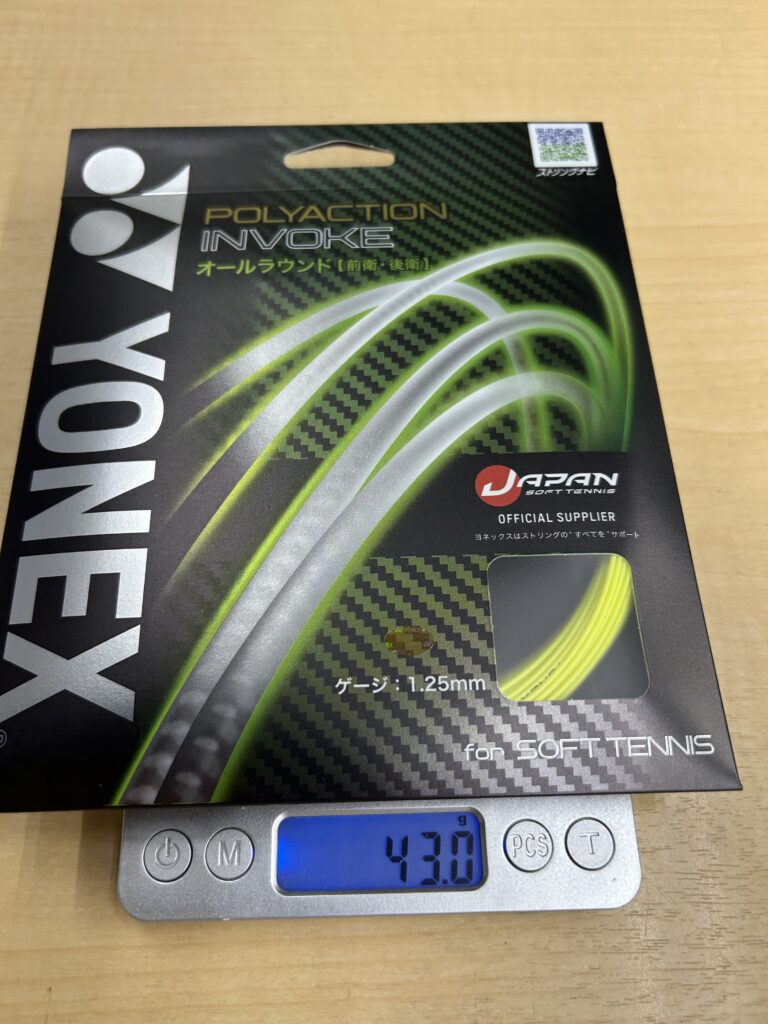 YONEX
POLYACTION
INVOKE
オールラウンド【前衛・後衛】
ストリングナビ
JAPAN
SOFT TENNIS
OFFICIAL SUPPLIER
ヨネックスはストリングの"すべてを"サポート
ゲージ：1.25mm
for SOFT TENNIS
M
g
43.0
PCS
T